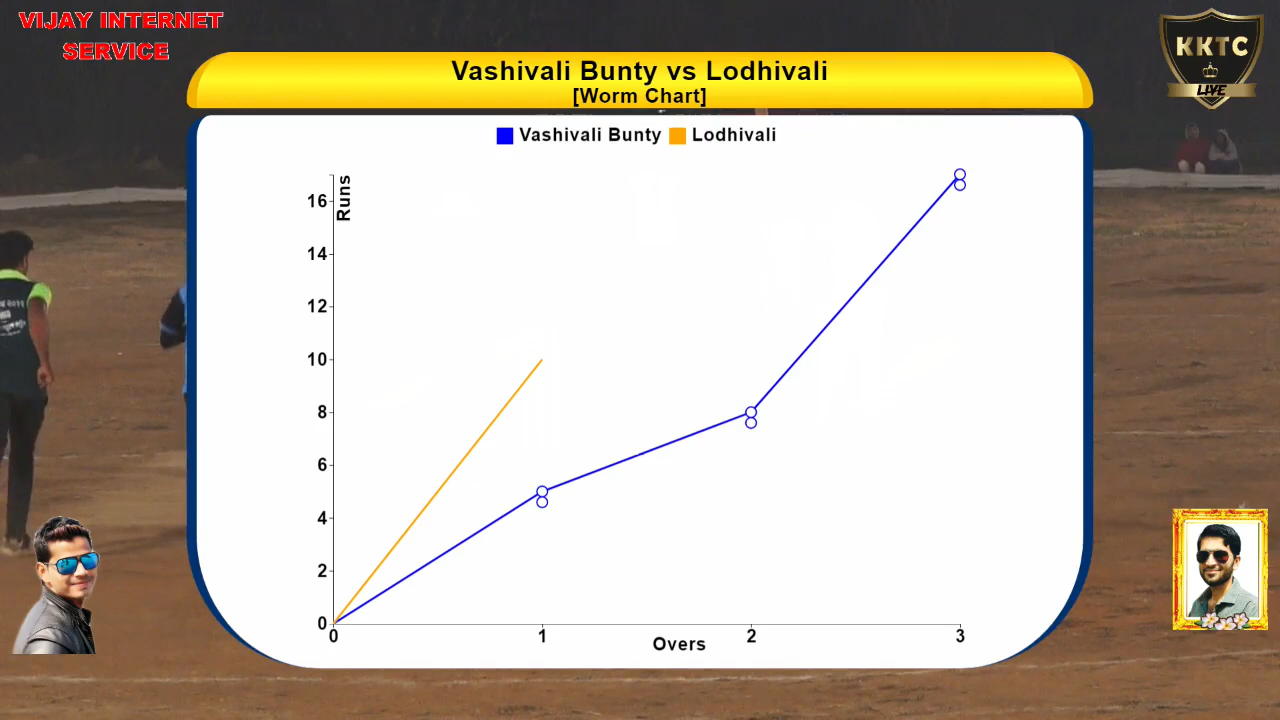 VIJAY INTERNET
SERVICE
KKTC
LIVE
Vashivali Bunty vs Lodhivali
[Worm Chart]
Vashivali Bunty Lodhivali
Runs
16
14
12
10
8
6
4
2
0
0 1 2 3
Overs